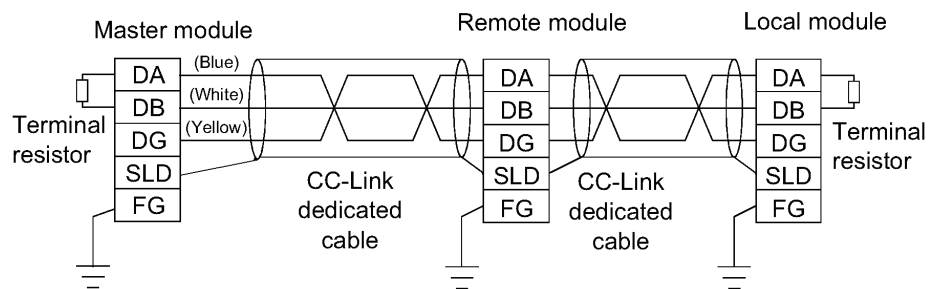 Master module
Remote module
Local module
(Blue)
(White)
(Yellow)
DA
DB
DG
SLD
FG
DA
DB
DG
SLD
FG
DA
DB
DG
SLD
FG
Terminal
resistor
CC-Link
dedicated
cable
CC-Link
dedicated
cable
Terminal
resistor